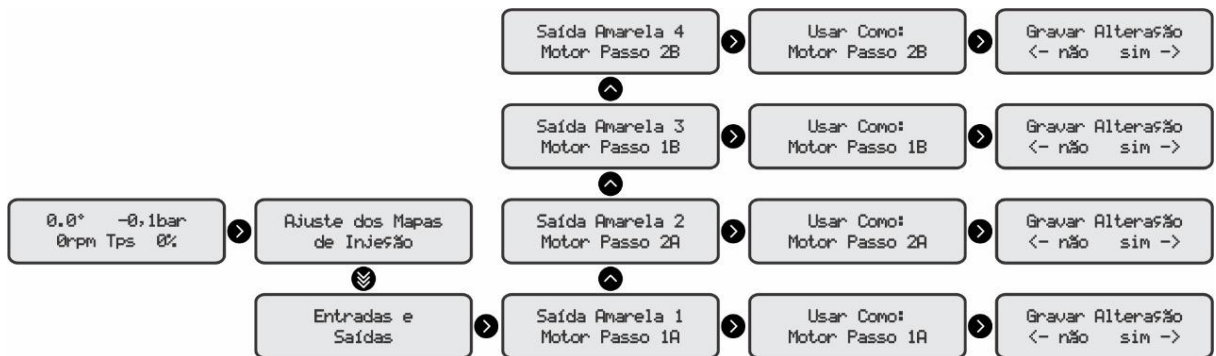 Saída Amarela 4
Motor Passo 2B
Usar Como:
Motor Passo 2B
Gravar Alteração
<- não sim ->
Saída Amarela 3
Motor Passo 1B
Usar Como:
Motor Passo 1B
Gravar Alteração
<- não sim ->
0.0° -0,1bar
0rpm Tps 0%
Ajuste dos Mapas
de Injeção
Saída Amarela 2
Motor Passo 2A
Usar Como:
Motor Passo 2A
Gravar Alteração
<- não sim ->
Entradas e
Saídas
Saída Amarela 1
Motor Passo 1A
Usar Como:
Motor Passo 1A
Gravar Alteração
<- não sim ->